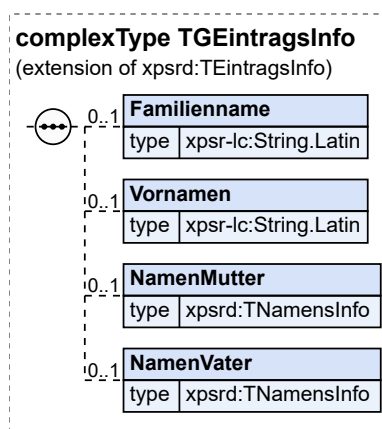 complexType TGEintragsInfo
(extension of xpsrd:TEintragsInfo)
0..1 Familienname
type xpsr-lc:String.Latin
0..1 Vornamen
type xpsr-lc:String.Latin
0..1 NamenMutter
type xpsrd:TNamensInfo
0..1 NamenVater
type xpsrd:TNamensInfo